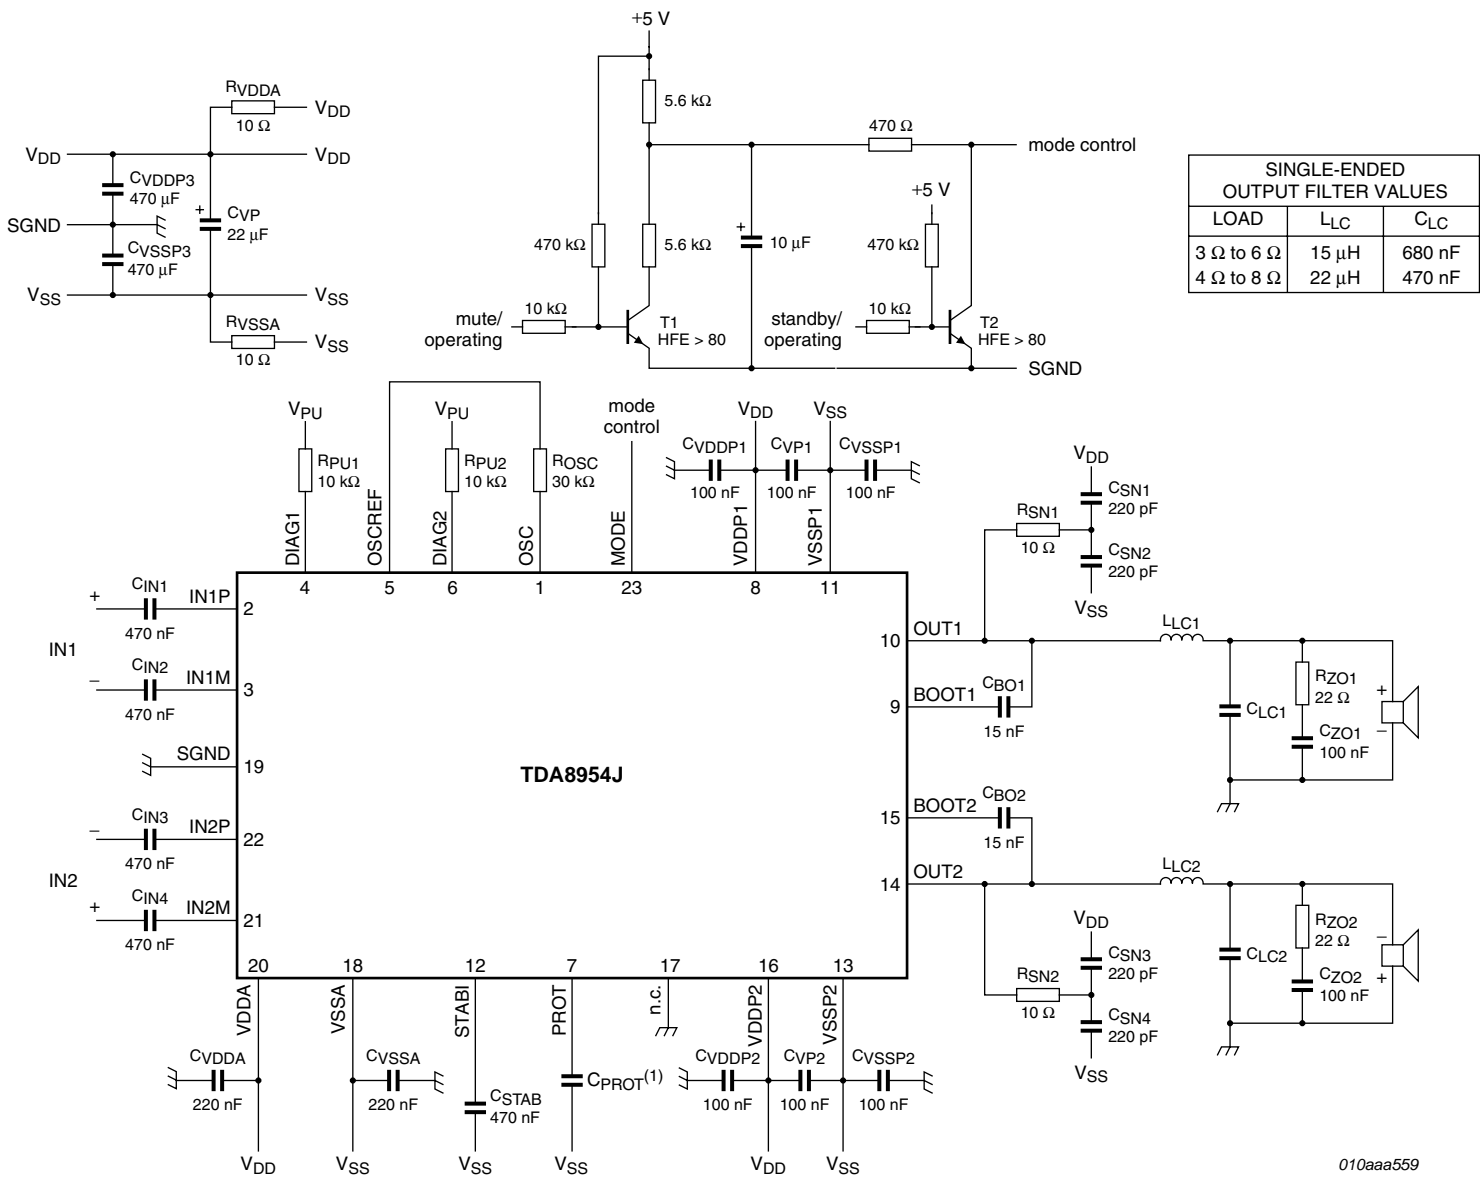 +5 V
RVDDA
10 Ω
VDD
VDD
VDD
CVDDP3
470 μF
SGND
CVP
22 μF
+
CVSSP3
470 μF
VSS
VSS
RVSSA
10 Ω
VSS
5.6 kΩ
470 Ω
mode control
+5 V
470 kΩ
5.6 kΩ
+
10 μF
470 kΩ
mute/
operating
10 kΩ
T1
HFE > 80
standby/
operating
10 kΩ
T2
HFE > 80
SGND
SINGLE-ENDED
OUTPUT FILTER VALUES
LOAD LLC CLC
3 Ω to 6 Ω 15 μH 680 nF
4 Ω to 8 Ω 22 μH 470 nF
VPU
RPU1
10 kΩ
DIAG1
OSCREF
VPU
RPU2
10 kΩ
DIAG2
ROSC
30 kΩ
OSC
mode
control
MODE
VDD
VSS
CVDDP1
100 nF
CVP1
100 nF
CVSSP1
100 nF
VDDP1
VSSP1
4
5
6
1
23
8
11
VDD
CSN1
220 pF
RSN1
10 Ω
CSN2
220 pF
VSS
IN1
+
CIN1
470 nF
IN1P
2
–
CIN2
470 nF
IN1M
3
SGND
19
IN2
–
CIN3
470 nF
IN2P
22
+
CIN4
470 nF
IN2M
21
TDA8954J
10
OUT1
9
BOOT1
CBO1
15 nF
LLC1
CLC1
RZO1
22 Ω
CZO1
100 nF
+
–
15
BOOT2
CBO2
15 nF
14
OUT2
LLC2
CLC2
RZO2
22 Ω
CZO2
100 nF
–
+
VDD
CSN3
220 pF
RSN2
10 Ω
CSN4
220 pF
VSS
20
18
12
7
17
16
13
VDDA
VSSA
STABI
PROT
n.c.
VDDP2
VSSP2
CVDDA
220 nF
CVSSA
220 nF
CSTAB
470 nF
CPROT(1)
CVDDP2
100 nF
CVP2
100 nF
CVSSP2
100 nF
VDD
VSS
VSS
VSS
VDD
VSS
010aaa559